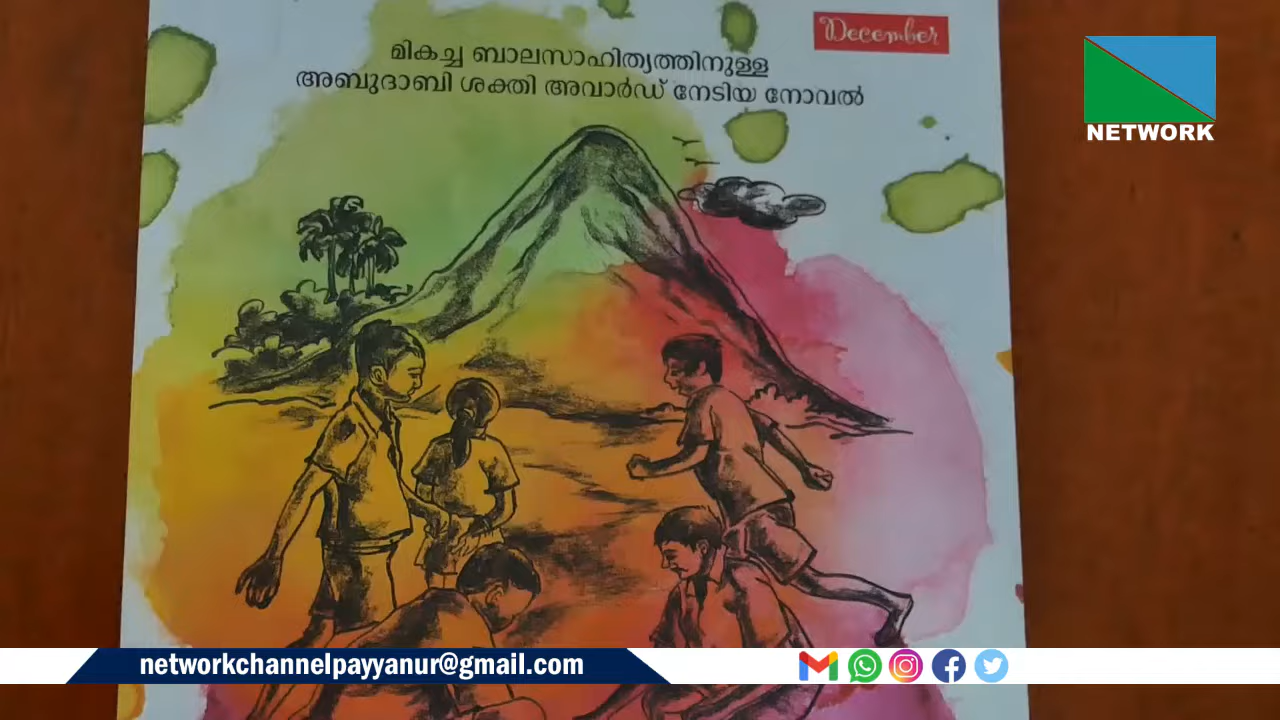 December
മികച്ച ബാലസാഹിത്യത്തിനുള്ള
അബുദാബി ശക്തി അവാർഡ് നേടിയ നോവൽ
NETWORK
networkchannelpayyanur@gmail.com